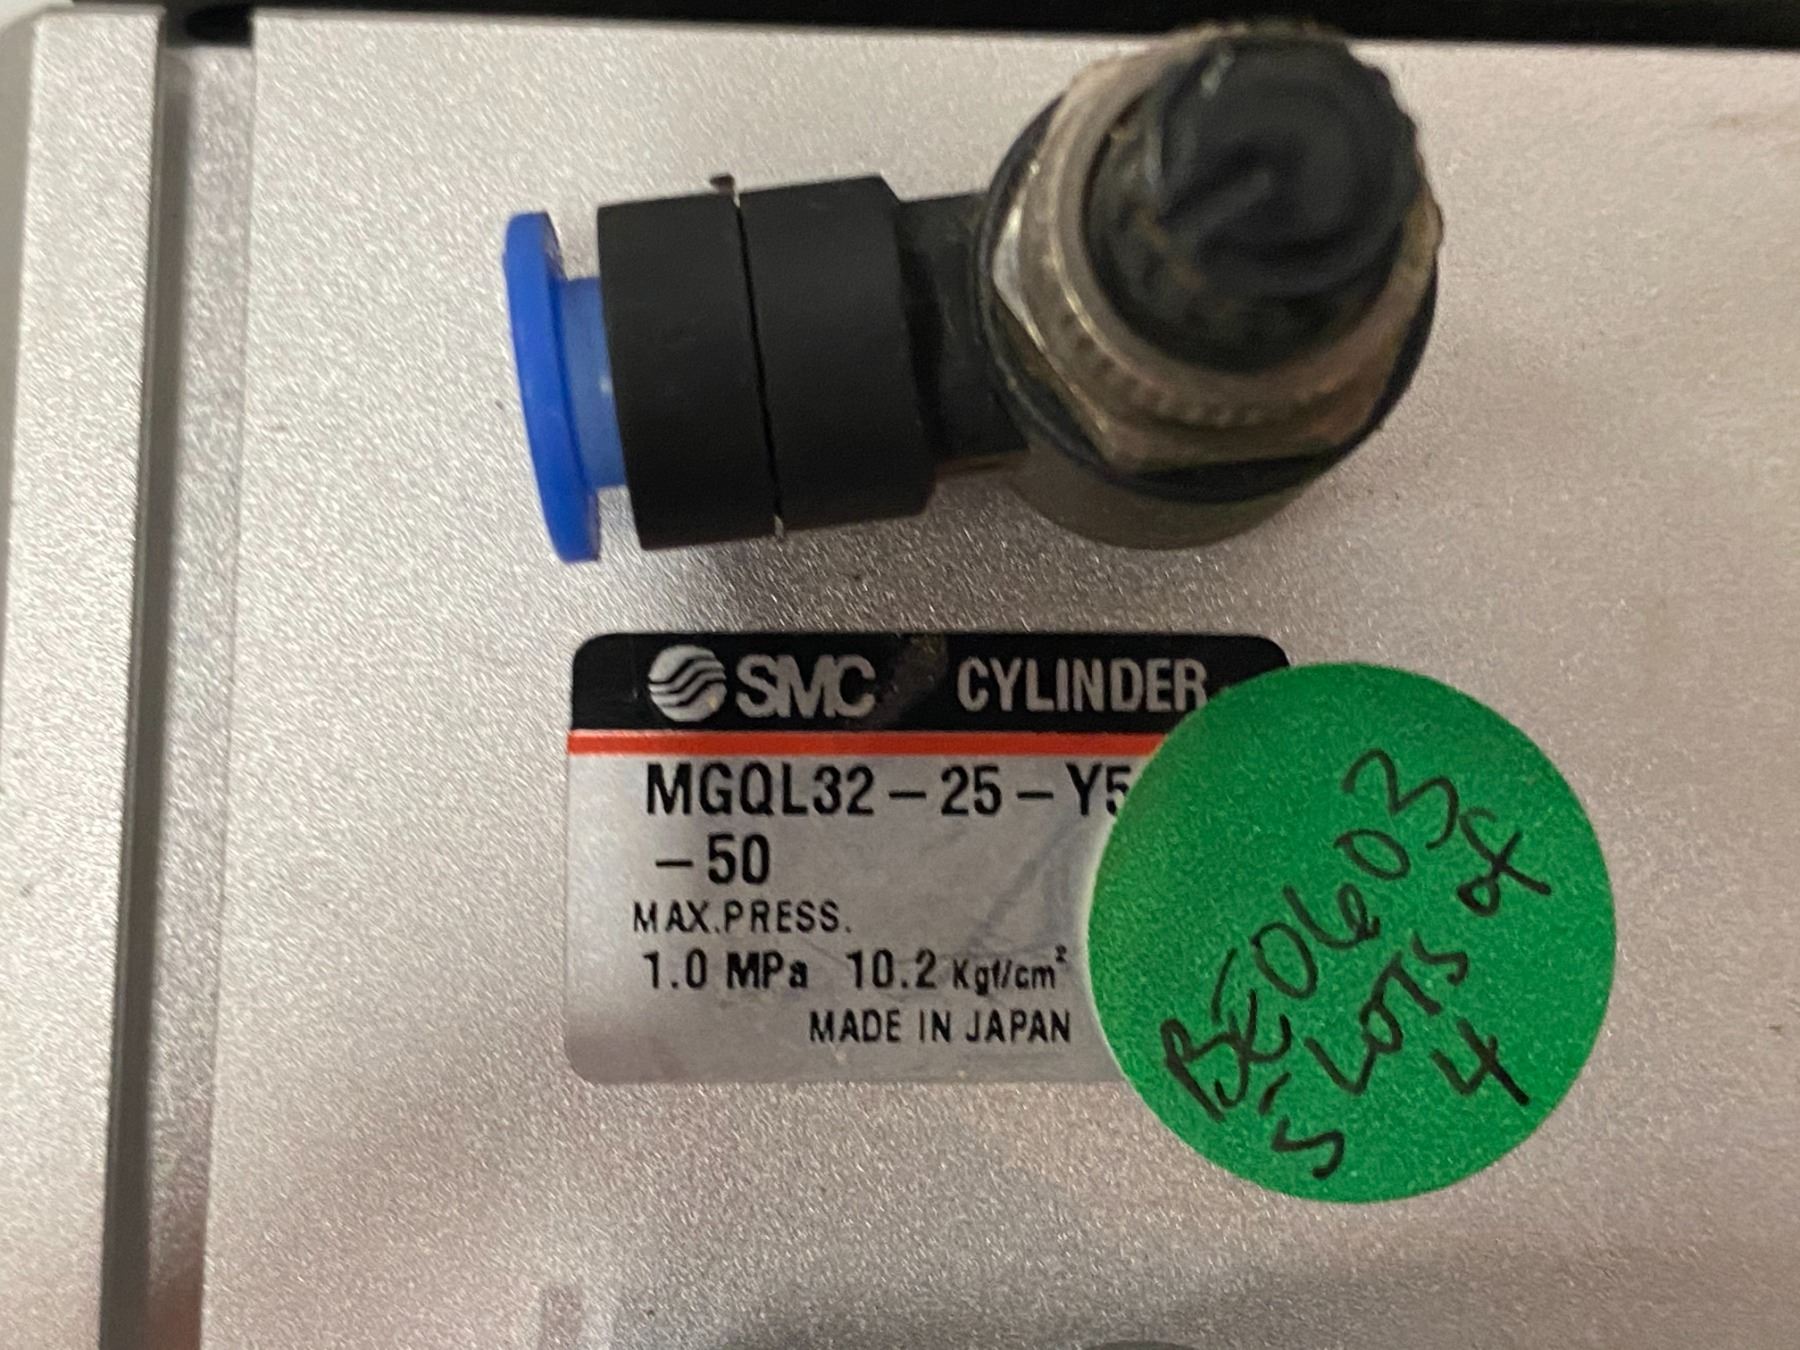 SMC CYLINDER
MGQL32-25-Y5
-50
MAX.PRESS.
1.0 MPa 10.2 Kgf/cm²
MADE IN JAPAN
BE0603
5 LOTS of
4